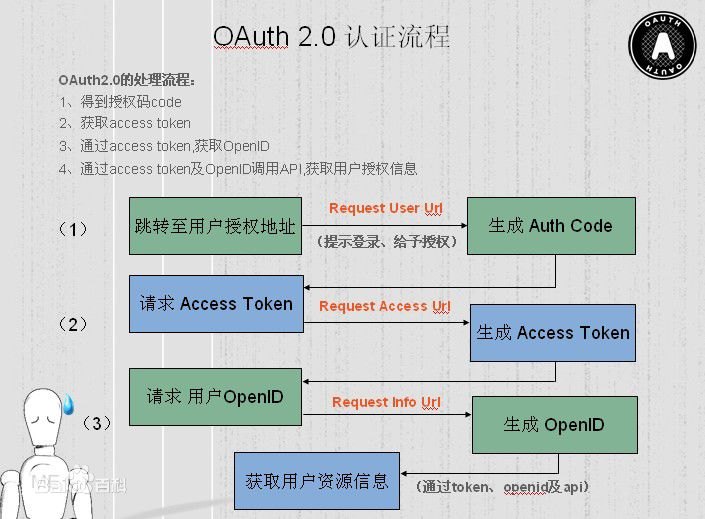 OAuth 2.0 认证流程
OAUTH
A
OAUTH
OAuth2.0的处理流程：
1、得到授权码code
2、获取access token
3、通过access token,获取OpenID
4、通过access token及OpenID调用API,获取用户授权信息
（1）
跳转至用户授权地址
Request User Url
（提示登录、给予授权）
生成 Auth Code
请求 Access Token
（2）
Request Access Url
生成 Access Token
请求 用户OpenID
（3）
Request Info Url
生成 OpenID
获取用户资源信息
（通过token、openid及api）
Bai百科